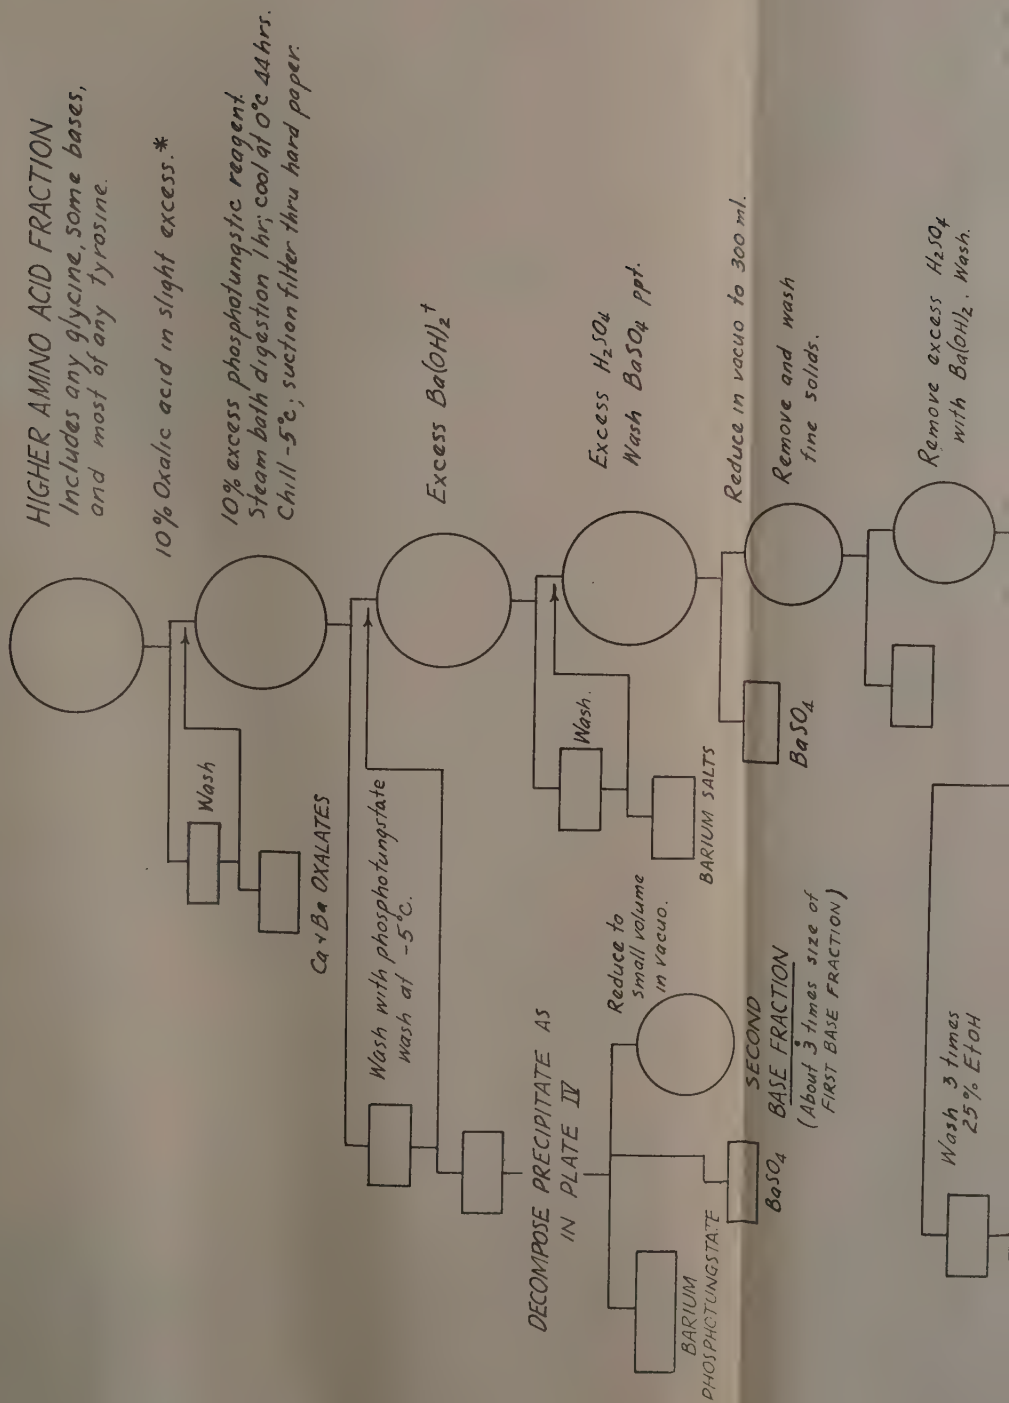 HIGHER AMINO ACID FRACTION
Includes any glycine, some bases,
and most of any tyrosine.
10% Oxalic acid in slight excess.*
Wash
Ca + Ba OXALATES
10% excess photungstic reagent.
Steam bath digestion 1 hr; cool at 0°C 44 hrs.
Chill -5°C; suction filter thru hard paper.
Wash with photungstate
wash at -5°C.
Excess Ba(OH)2†
DECOMPOSE PRECIPITATE AS
IN PLATE IV
Wash.
BARIUM SALTS
Excess H2SO4
Wash BaSO4 ppt.
Reduce to
small volume
in vacuo.
BARIUM
PHOSPHOTUNGSTATE
BaSO4
SECOND
BASE FRACTION
(About 3 times size of
FIRST BASE FRACTION)
Reduce in vacuo to 300 ml.
BaSO4
Remove and wash
fine solids.
Remove excess H2SO4
with Ba(OH)2. Wash.
Wash 3 times
25% EtOH